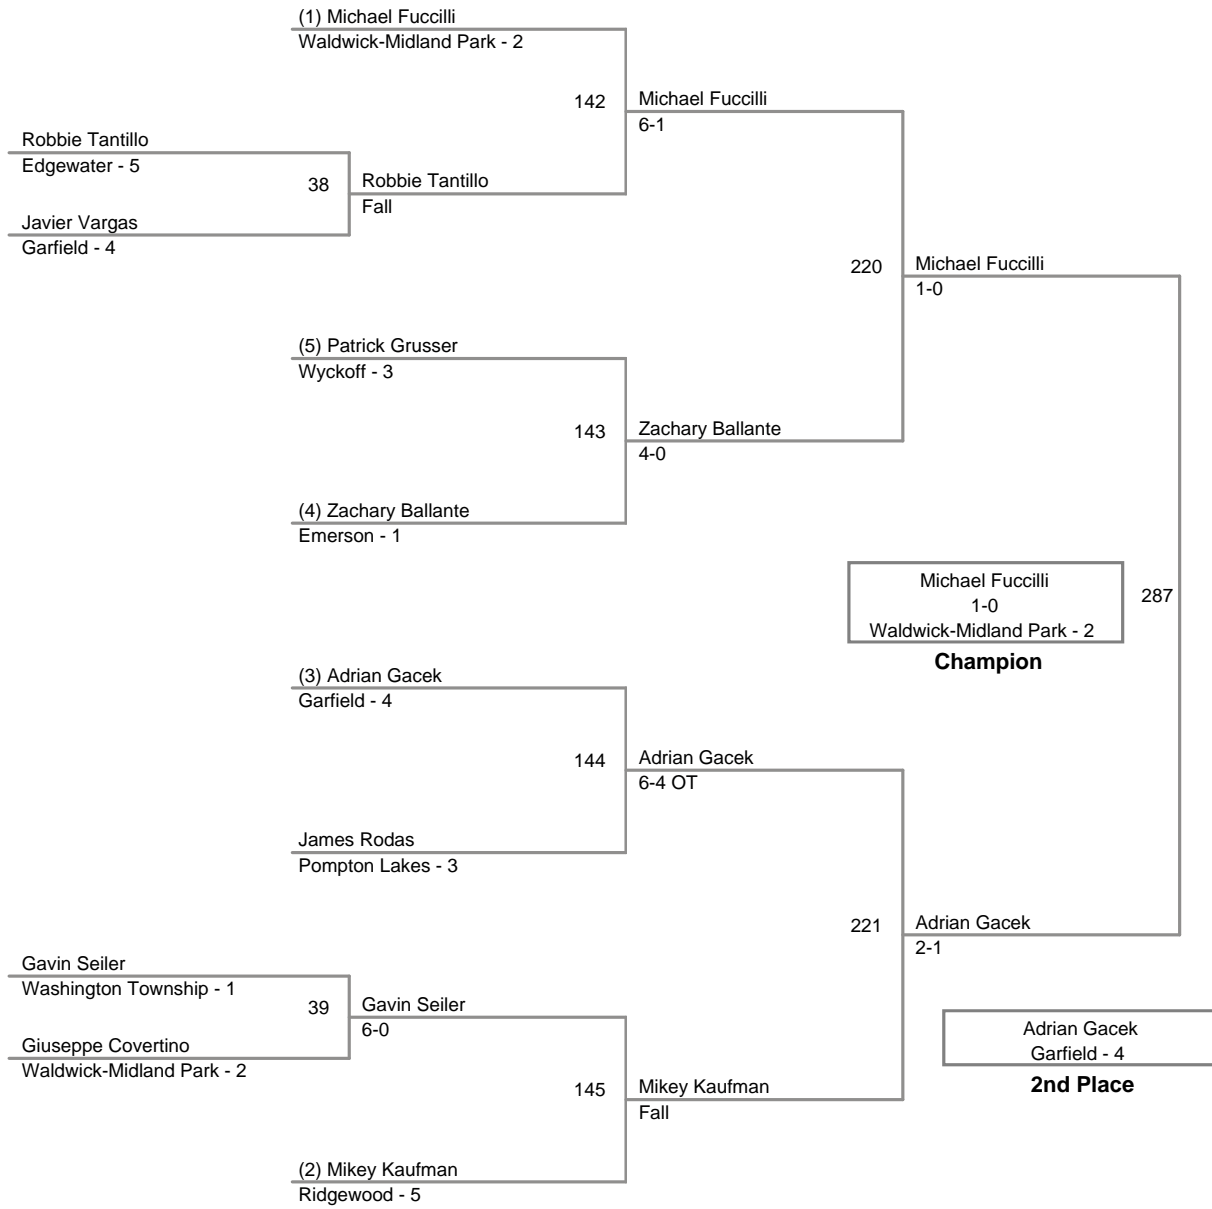 (1) Michael Fuccilli
Waldwick-Midland Park - 2
142
Michael Fuccilli
6-1
Robbie Tantillo
Edgewater - 5
38
Robbie Tantillo
Fall
Javier Vargas
Garfield - 4
220
Michael Fuccilli
1-0
(5) Patrick Grusser
Wyckoff - 3
143
Zachary Ballante
4-0
(4) Zachary Ballante
Emerson - 1
Michael Fuccilli
1-0
Waldwick-Midland Park - 2
Champion
287
(3) Adrian Gacek
Garfield - 4
144
Adrian Gacek
6-4 OT
James Rodas
Pompton Lakes - 3
221
Adrian Gacek
2-1
Gavin Seiler
Washington Township - 1
39
Gavin Seiler
6-0
Giuseppe Covertino
Waldwick-Midland Park - 2
Adrian Gacek
Garfield - 4
2nd Place
145
Mikey Kaufman
Fall
(2) Mikey Kaufman
Ridgewood - 5